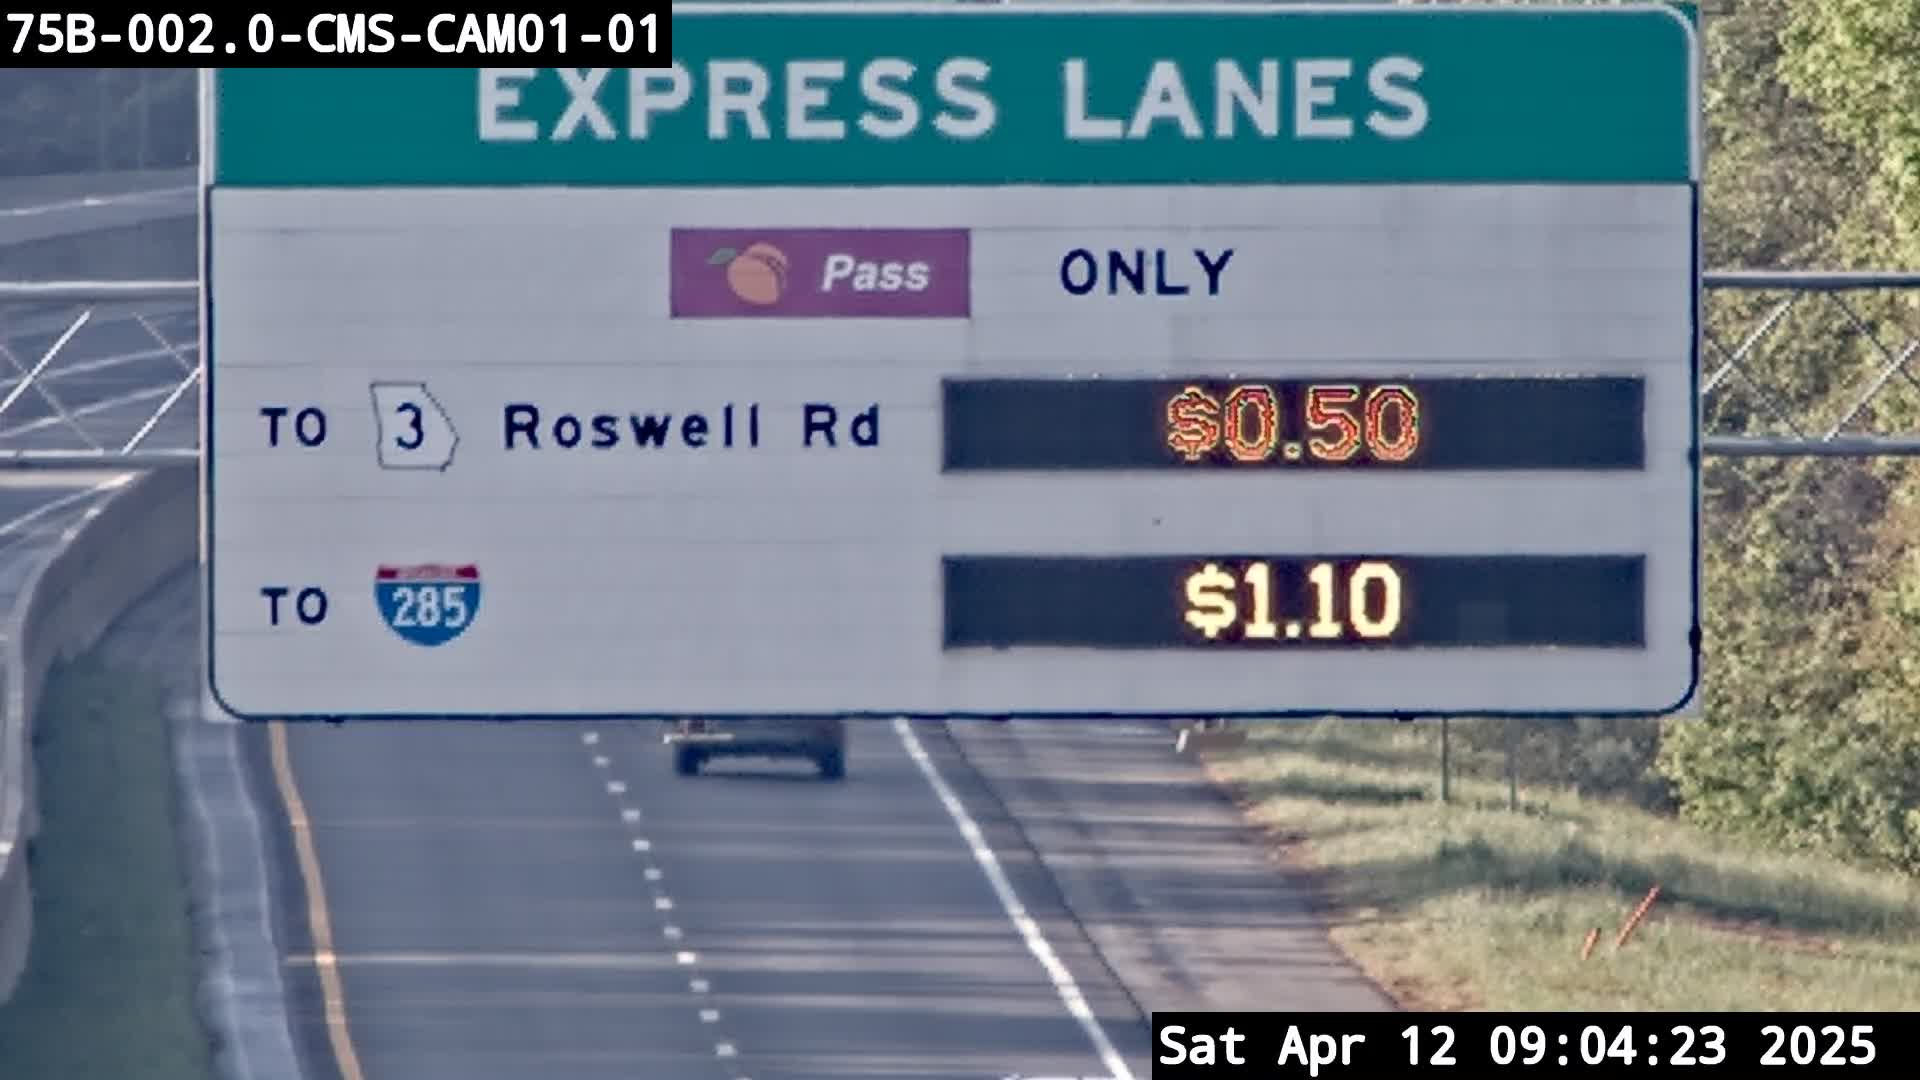 75B-002.0-CMS-CAM01-01
EXPRESS LANES
Pass ONLY
TO 3 Roswell Rd $0.50
TO 285 $1.10
Sat Apr 12 09:04:23 2025